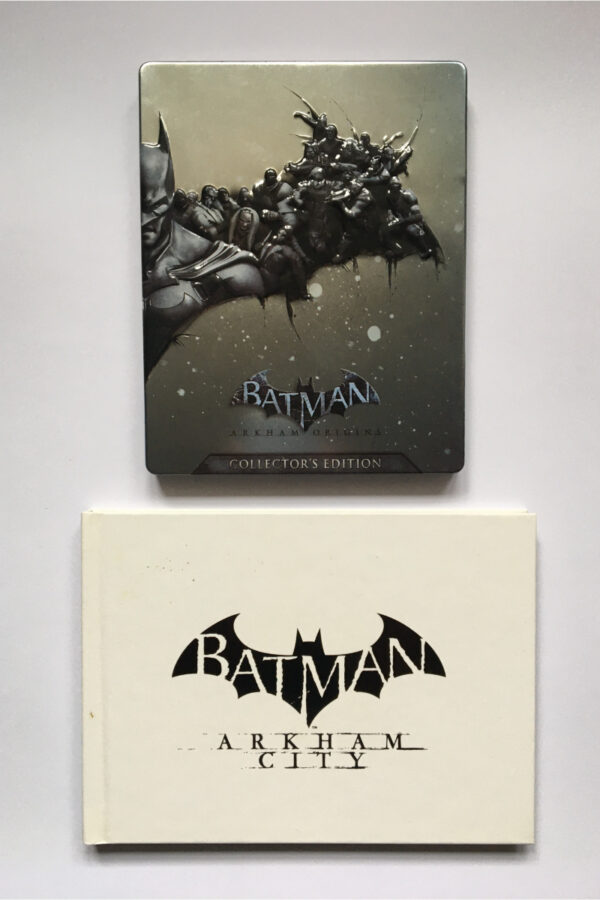 BATMAN
ARKHAM ORIGINS
COLLECTOR'S EDITION
BATMAN
ARKHAM
CITY